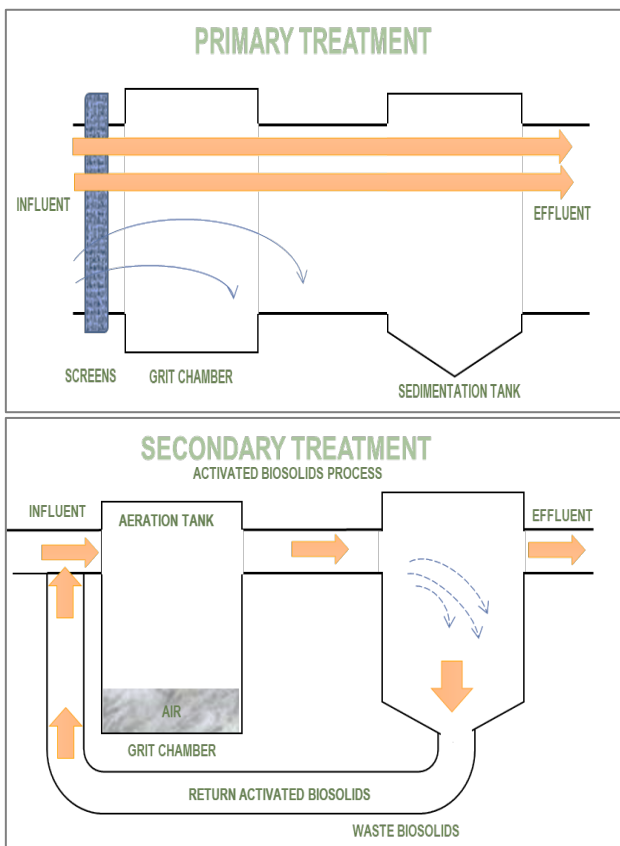 PRIMARY TREATMENT
INFLUENT
EFFLUENT
SCREENS
GRIT CHAMBER
SEDIMENTATION TANK
SECONDARY TREATMENT
ACTIVATED BIOSOLIDS PROCESS
INFLUENT
AERATION TANK
EFFLUENT
AIR
GRIT CHAMBER
RETURN ACTIVATED BIOSOLIDS
WASTE BIOSOLIDS